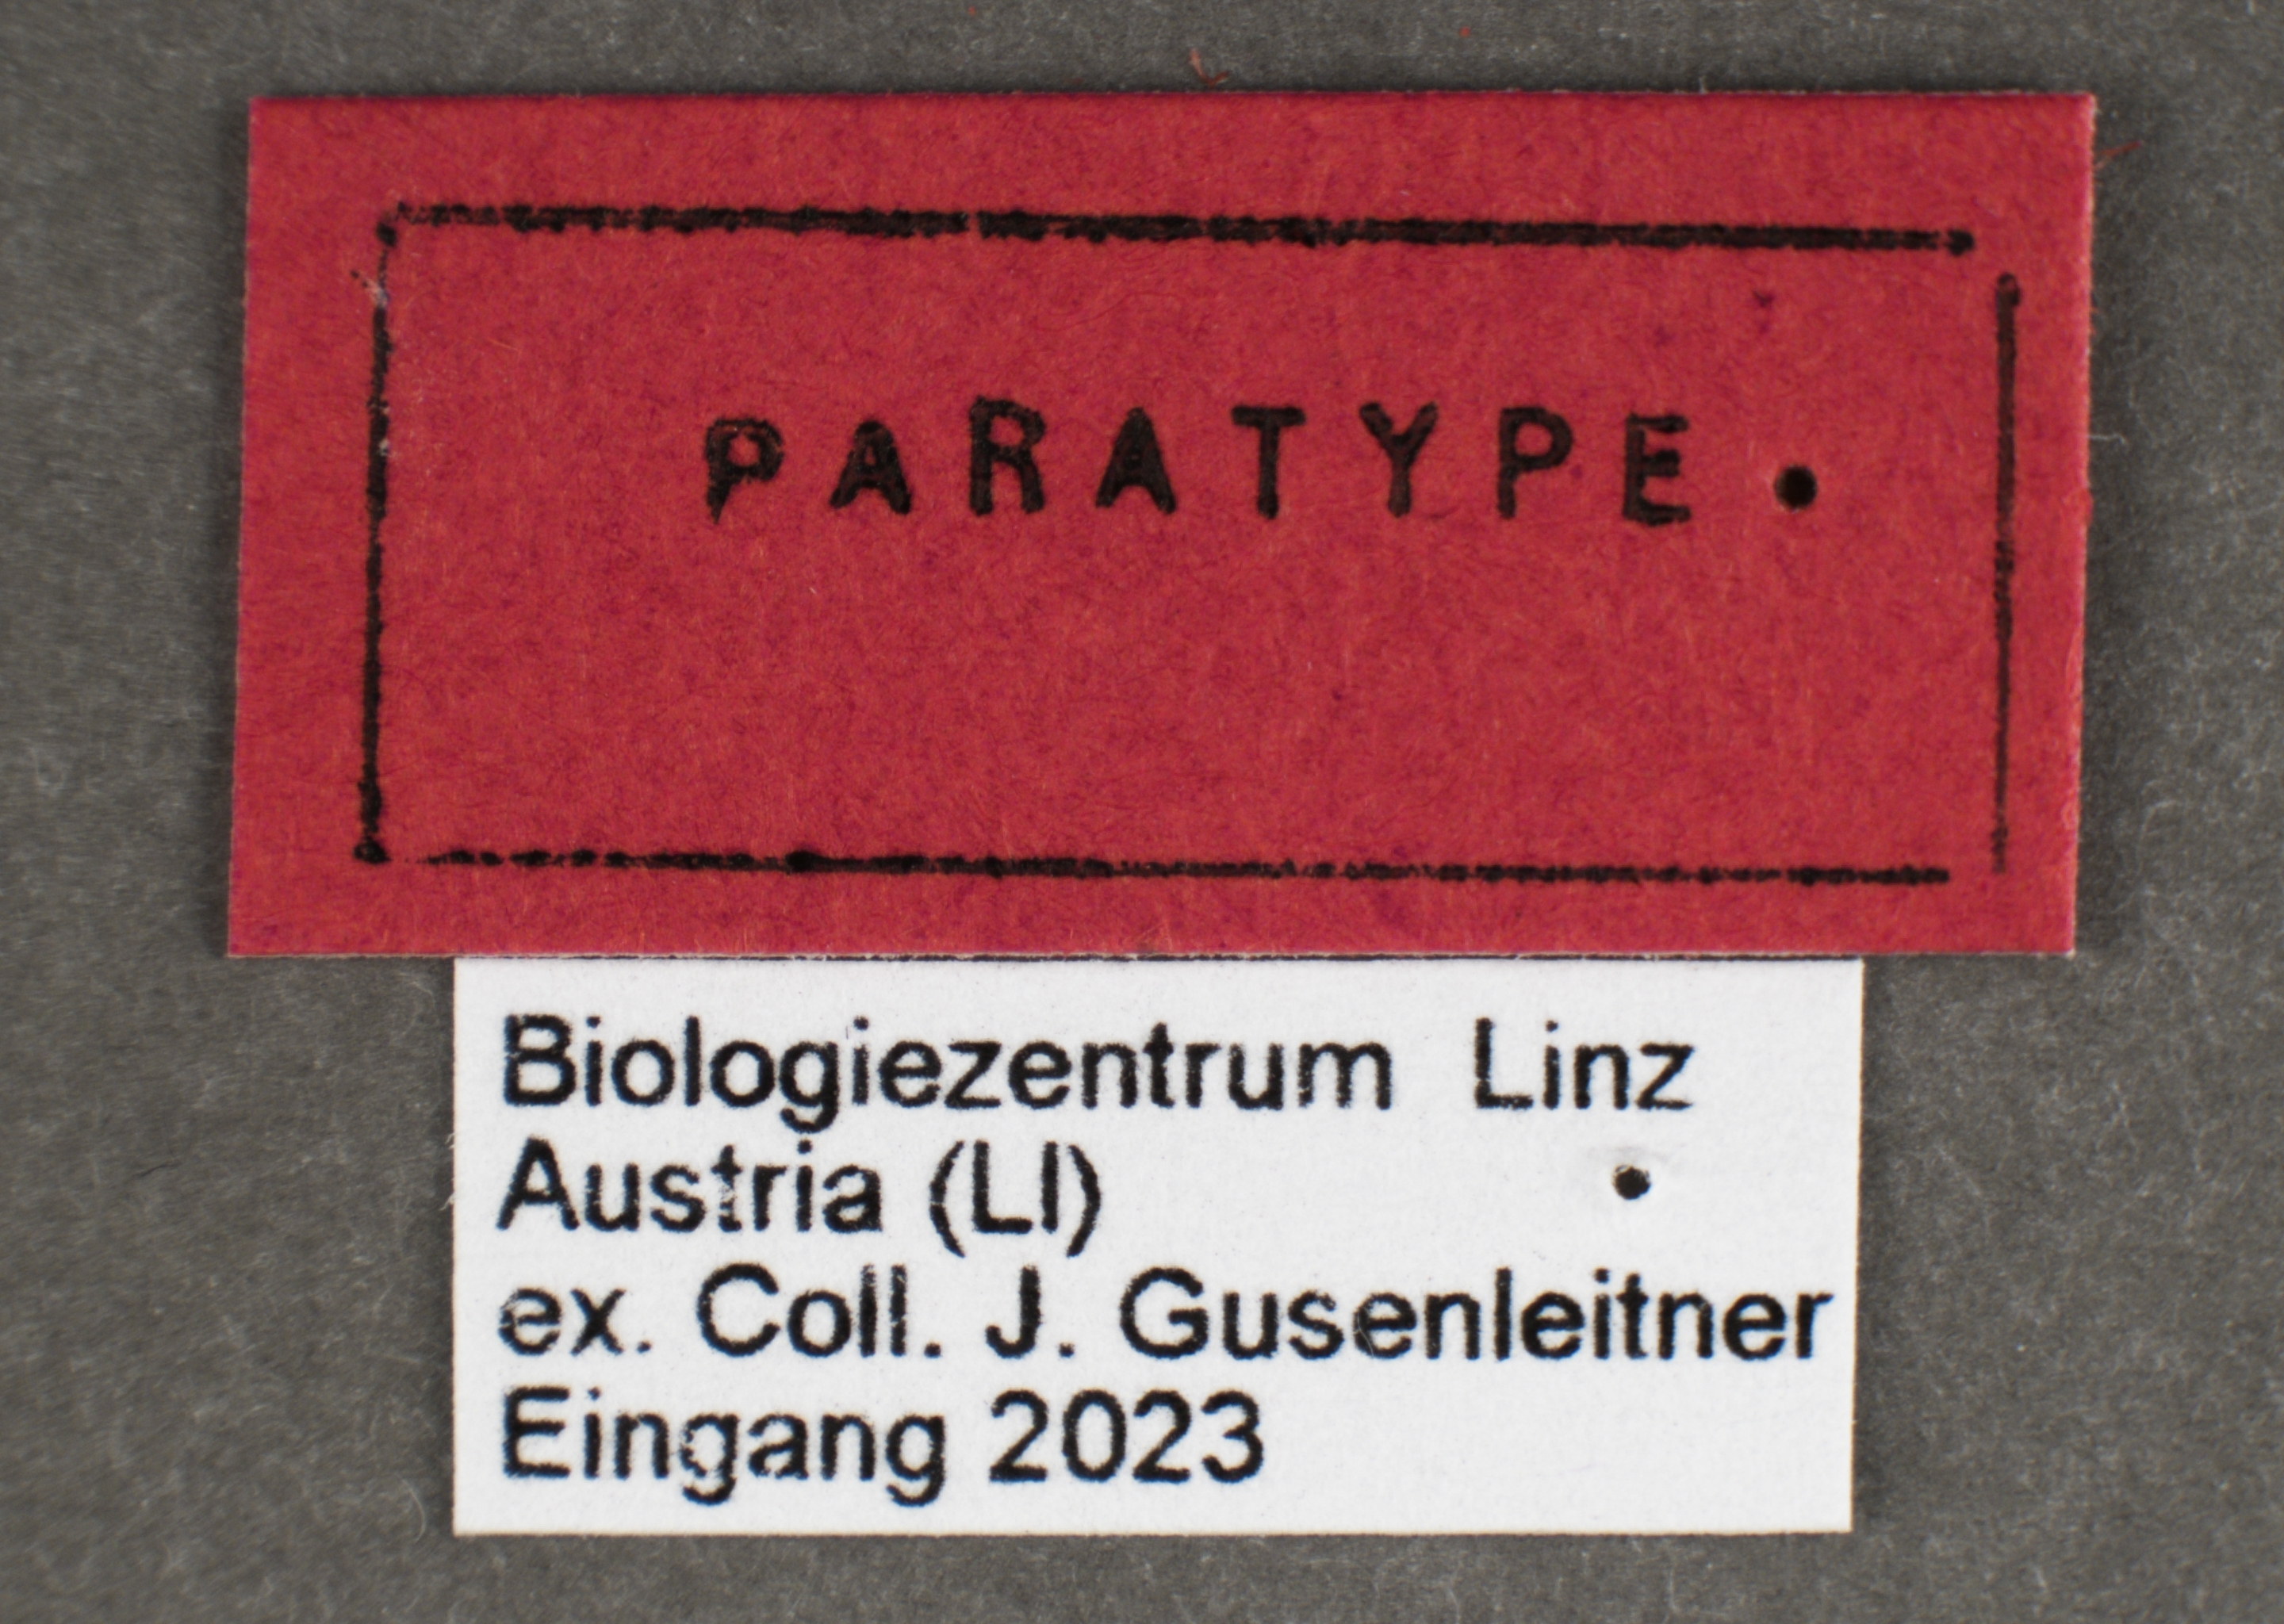 PARATYPE
Biologiezentrum Linz
Austria (LI)
ex. Coll. J. Gusenleitner
Eingang 2023